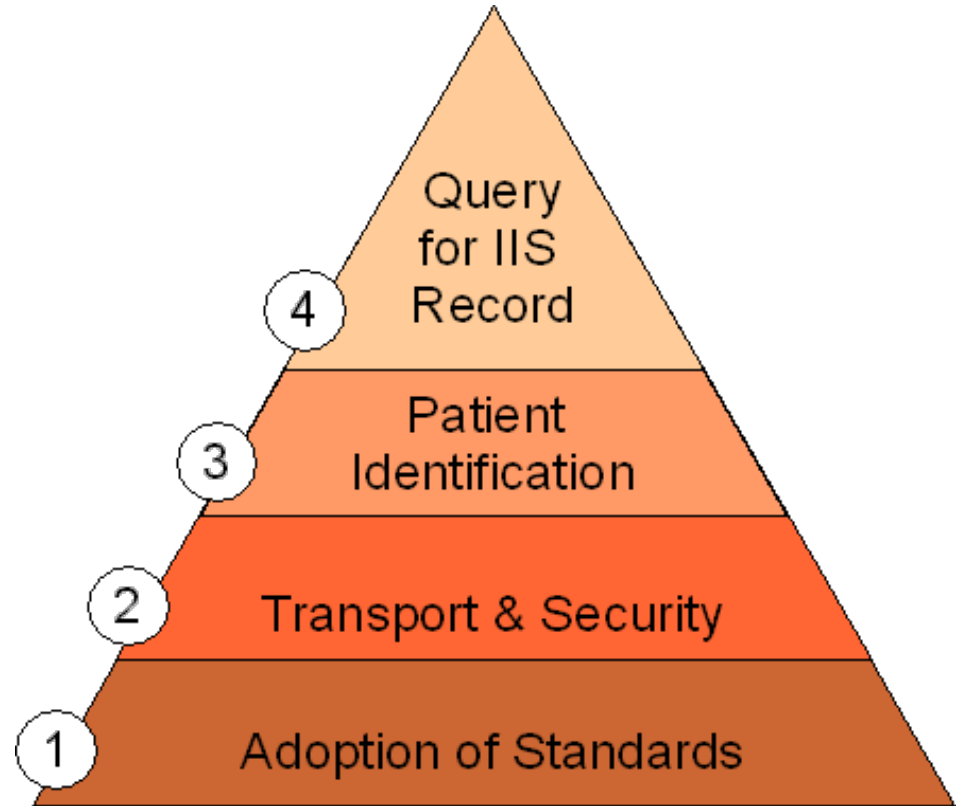 Query
for IIS
Record
4
Patient
Identification
3
Transport & Security
2
Adoption of Standards
1